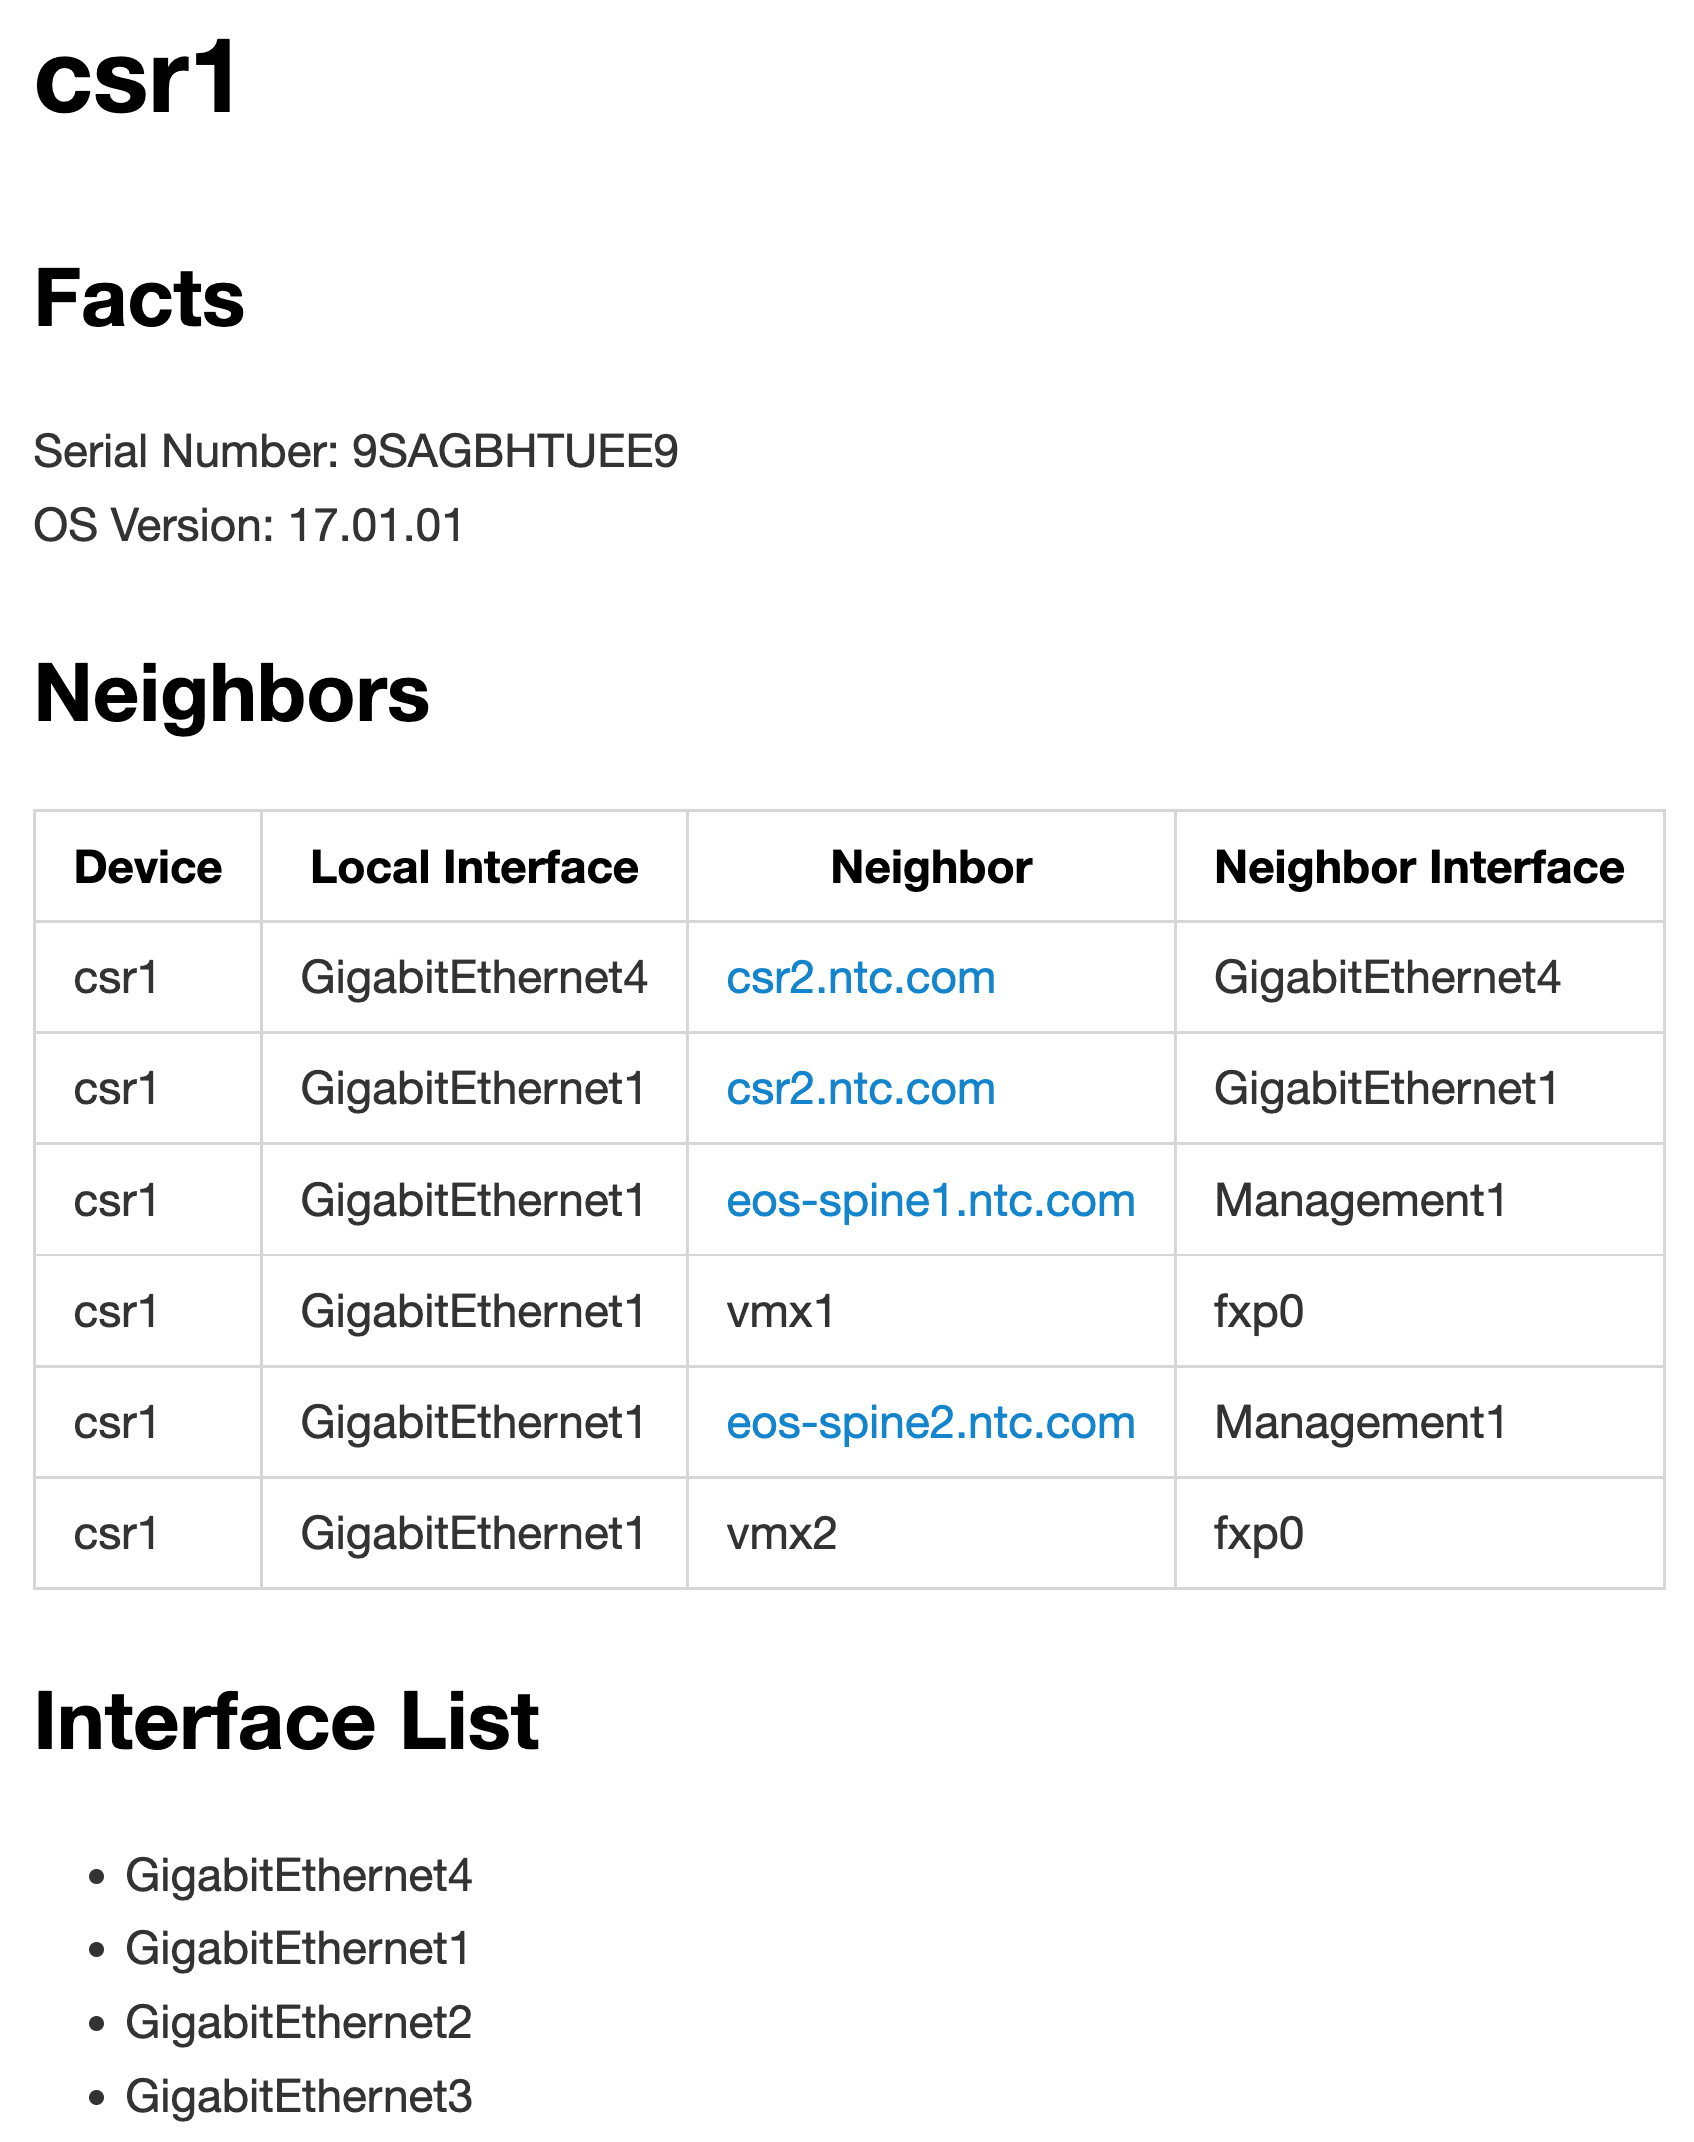 csr1
Facts
Serial Number: 9SAGBHTUEE9
OS Version: 17.01.01
Neighbors
Device Local Interface Neighbor Neighbor Interface
csr1 GigabitEthernet4 csr2.ntc.com GigabitEthernet4
csr1 GigabitEthernet1 csr2.ntc.com GigabitEthernet1
csr1 GigabitEthernet1 eos-spine1.ntc.com Management1
csr1 GigabitEthernet1 vmx1 fxp0
csr1 GigabitEthernet1 eos-spine2.ntc.com Management1
csr1 GigabitEthernet1 vmx2 fxp0
Interface List
• GigabitEthernet4
• GigabitEthernet1
• GigabitEthernet2
• GigabitEthernet3